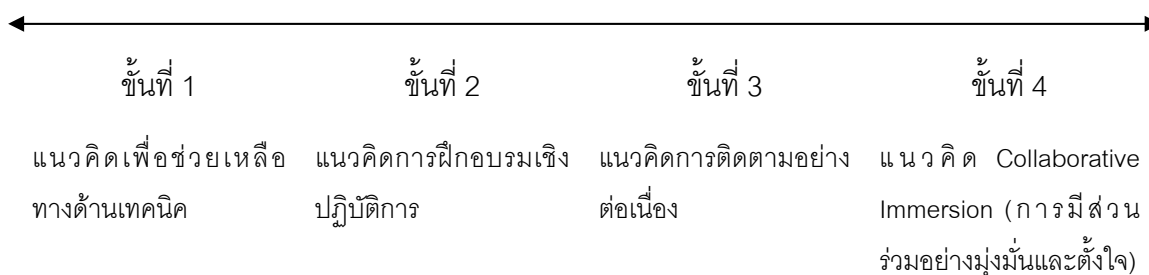 ขั้นที่ 1
แนวคิดเพื่อช่วยเหลือ
ทางด้านเทคนิค
ขั้นที่ 2
แนวคิดการฝึกอบรมเชิง
ปฏิบัติการ
ขั้นที่ 3
แนวคิดการติดตามอย่าง
ต่อเนื่อง
ขั้นที่ 4
แนวคิด Collaborative
Immersion (การมีส่วน
ร่วมอย่างมุ่งมั่นและตั้งใจ)